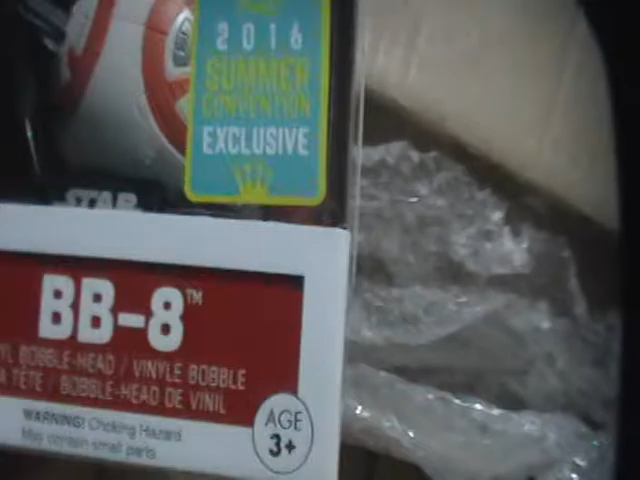 2016
SUMMER
CONVENTION
EXCLUSIVE
STAR
BB-8™
YL BOBBLE-HEAD / VINYLE BOBBLE
A TÊTE / BOBBLE-HEAD DE VINIL
WARNING! Choking Hazard
May contain small parts
AGE
3+